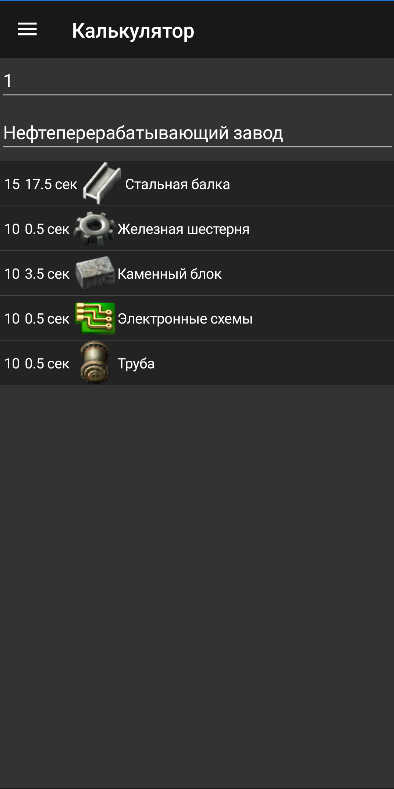 Калькулятор
1
Нефтеперерабатывающий завод
15 17.5 сек Стальная балка
10 0.5 сек Железная шестерня
10 3.5 сек Каменный блок
10 0.5 сек Электронные схемы
10 0.5 сек Труба